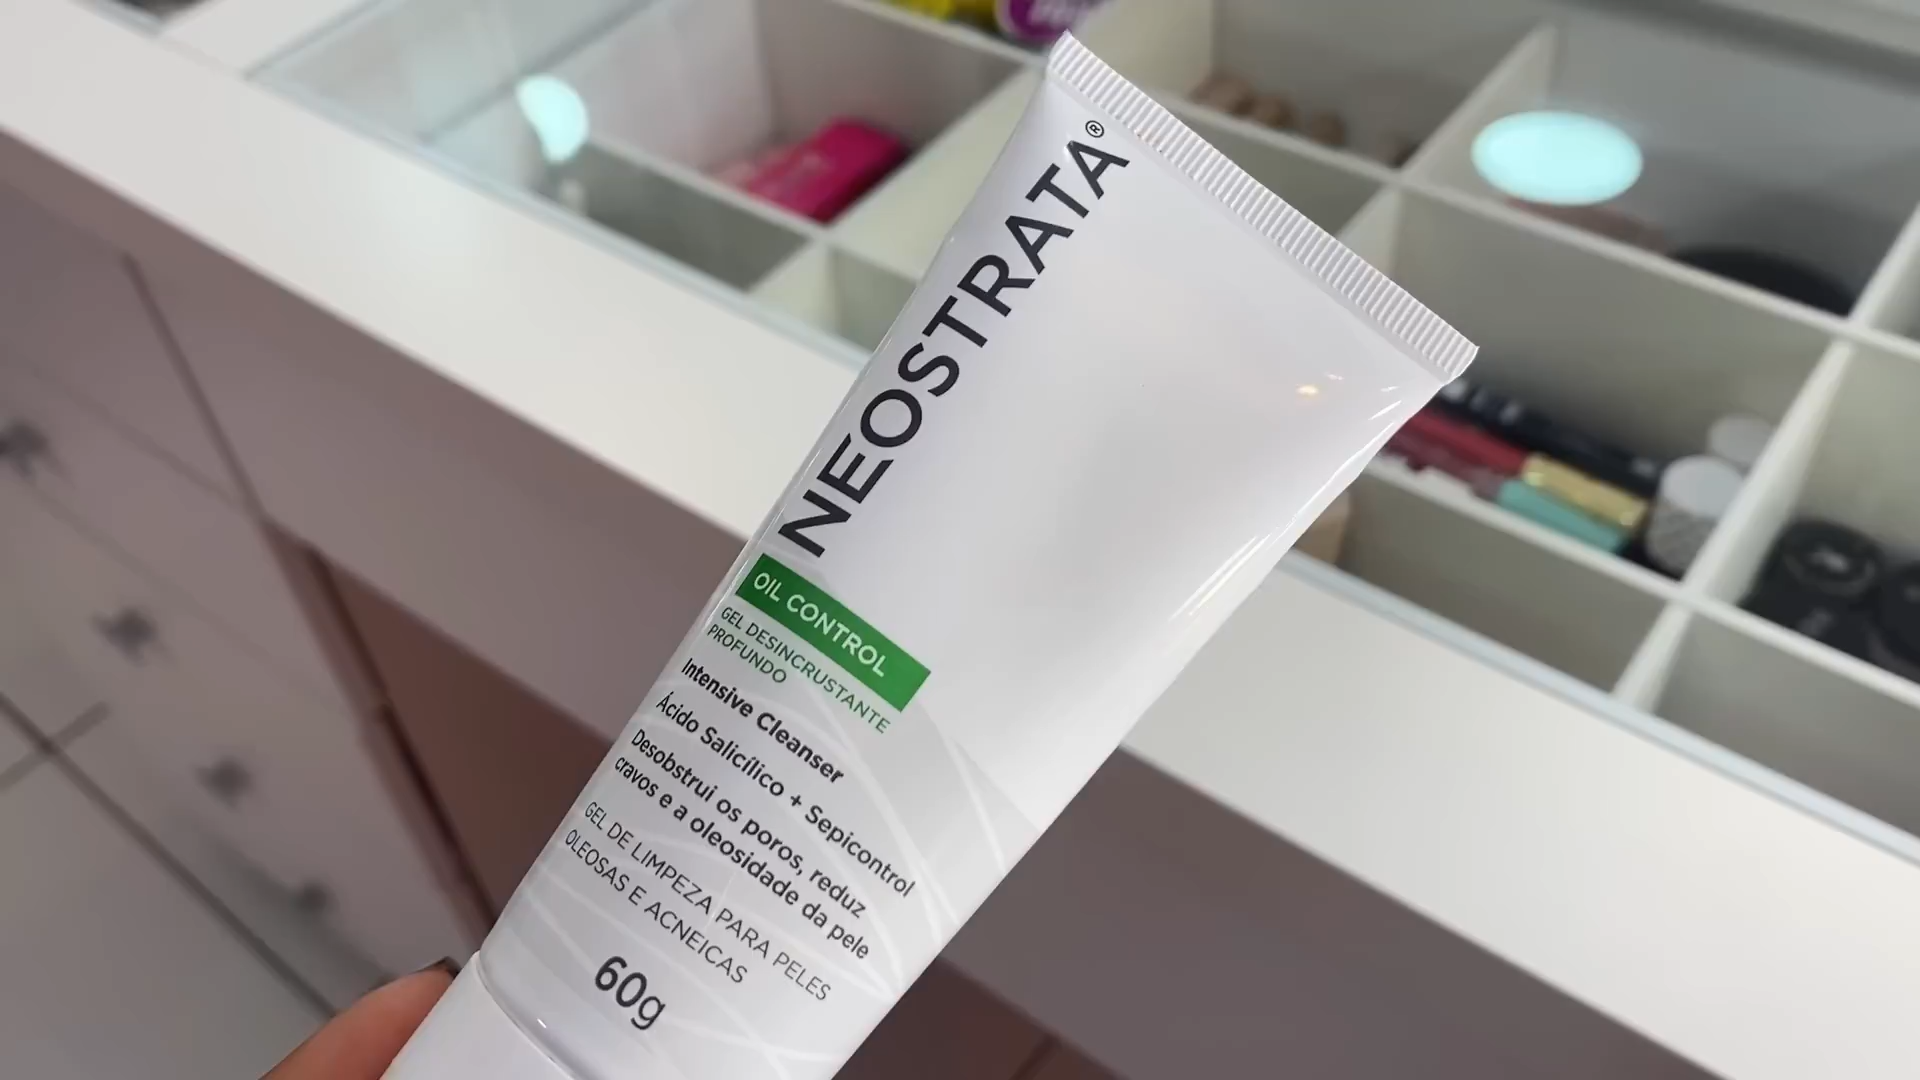 NEOSTRATA®
OIL CONTROL
GEL DESINCRUSTANTE
PROFUNDO
Intensive Cleanser
Ácido Salicílico + Sepicontrol
Desobstrui os poros, reduz
cravos e a oleosidade da pele
GEL DE LIMPEZA PARA PELES
OLEOSAS E ACNEICAS
60g